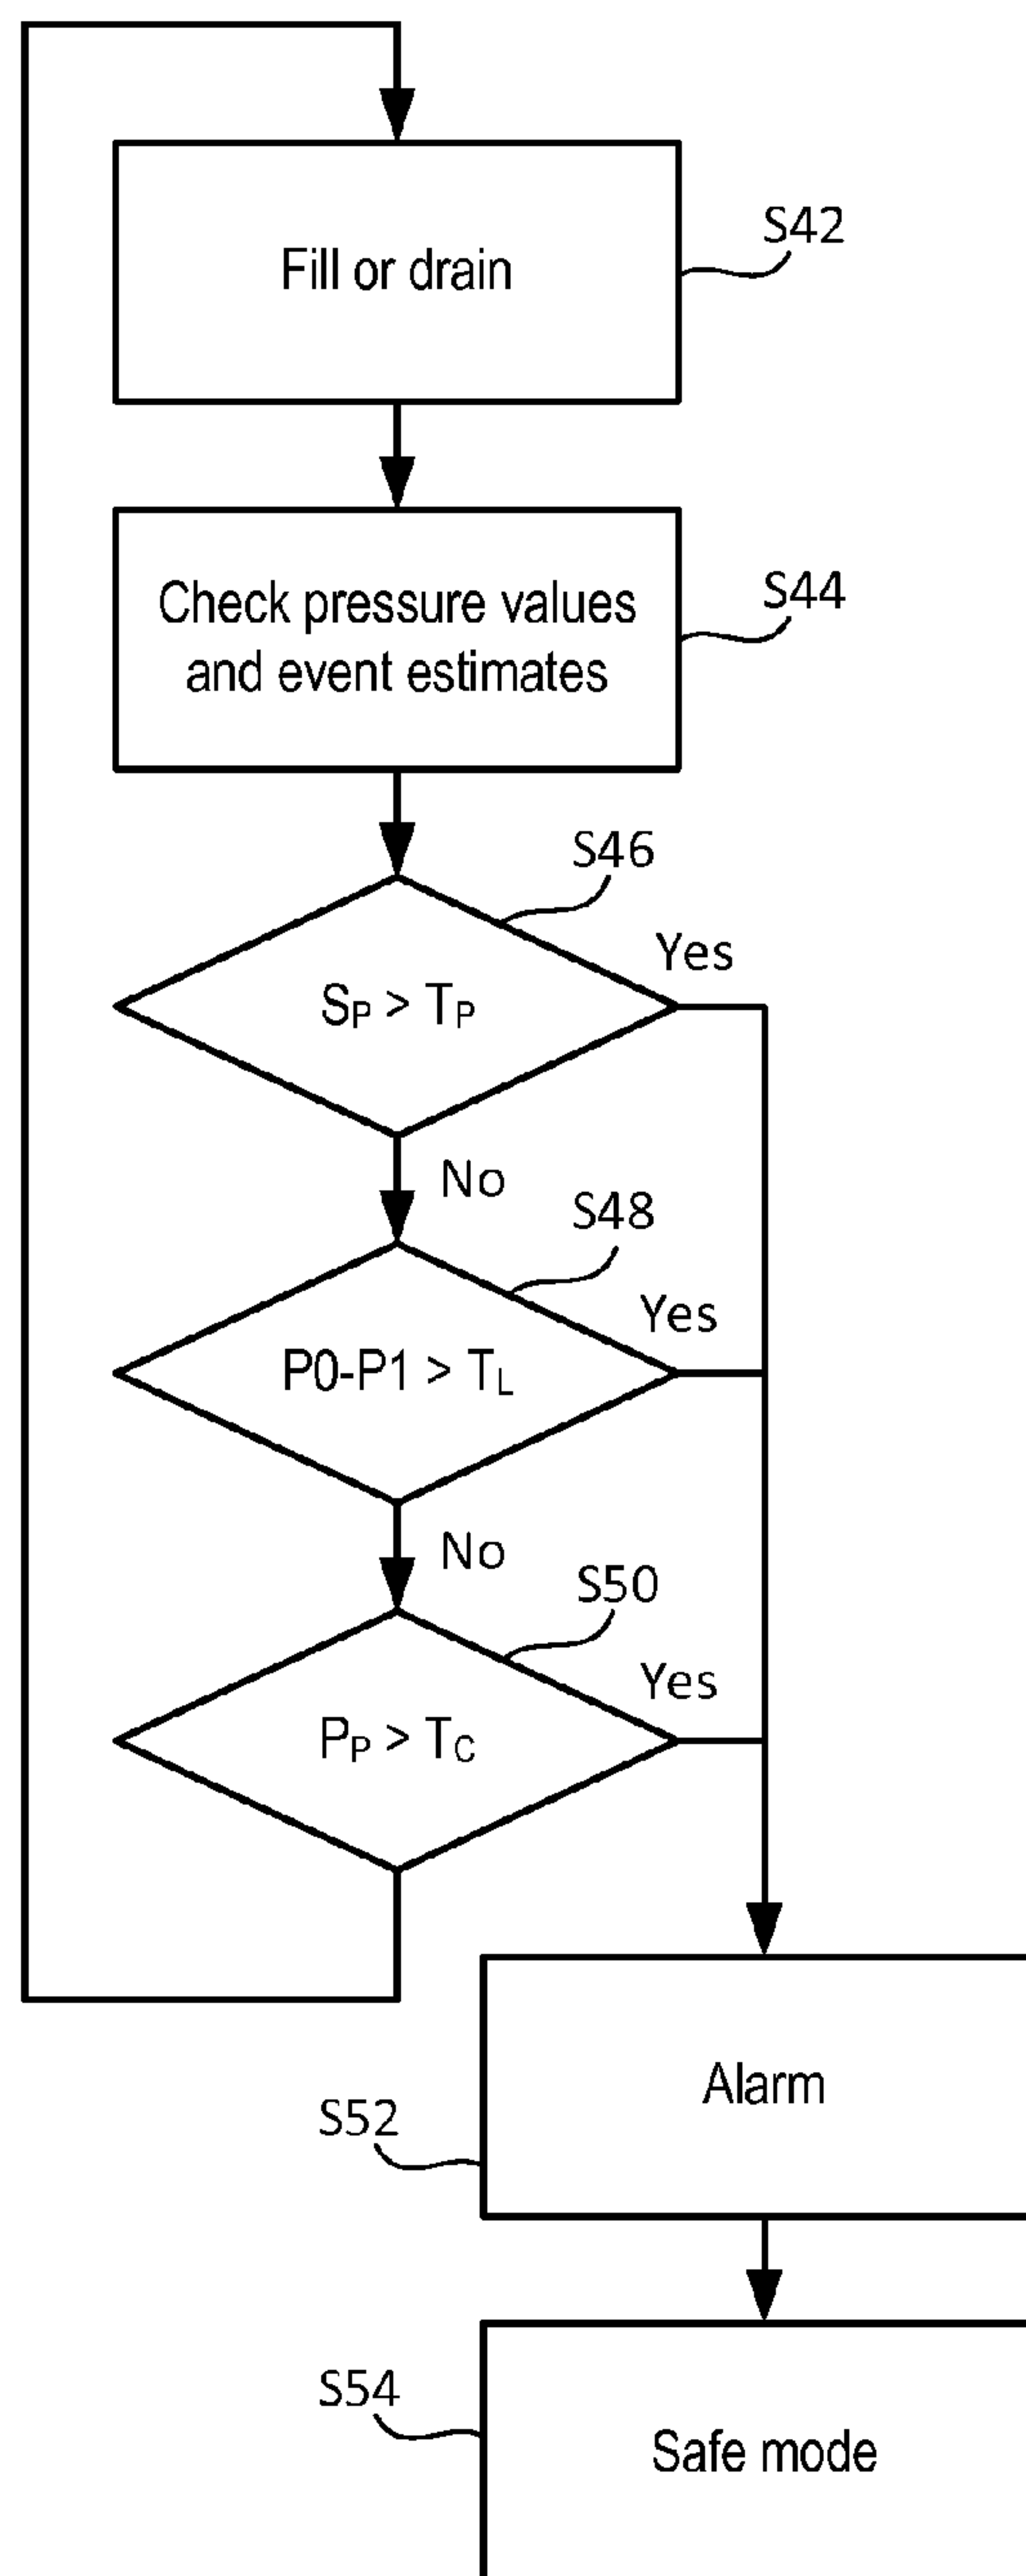 Fill or drain
S42
Check pressure values
and event estimates
S44
S46
Yes
SP > TP
No
S48
Yes
P0-P1 > TL
No
S50
Yes
PP > TC
Alarm
S52
S54
Safe mode